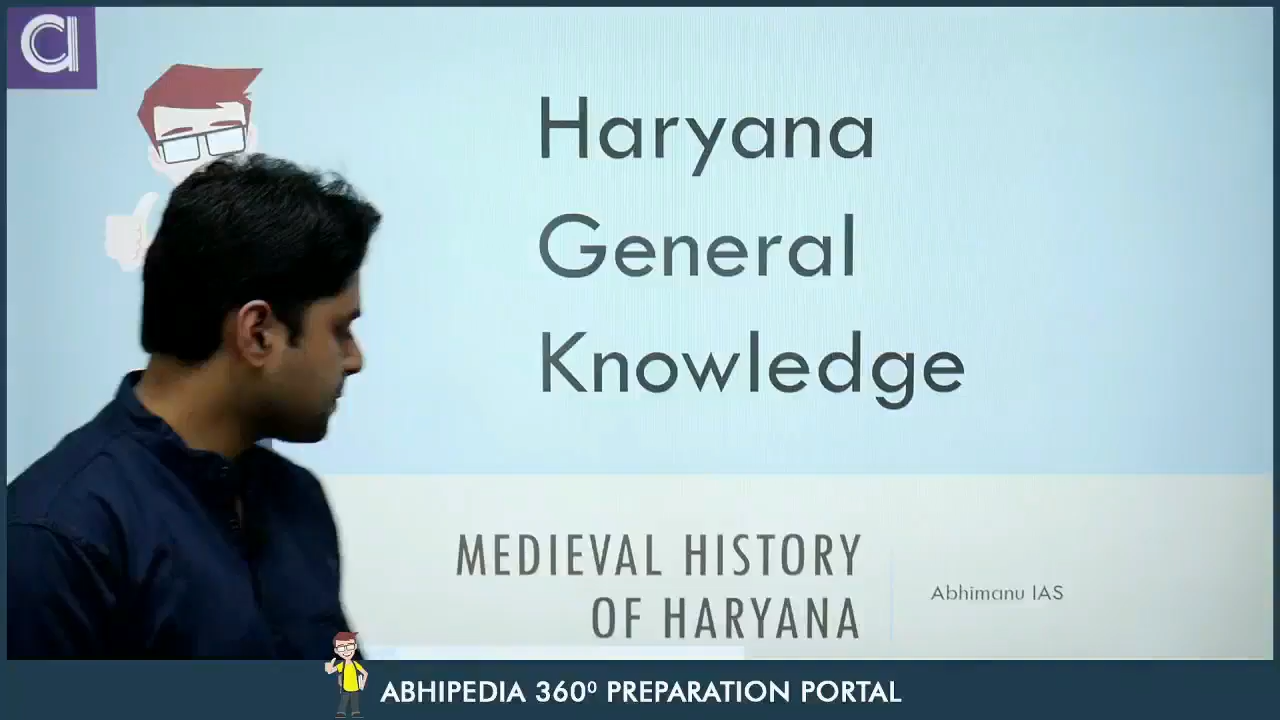 Haryana
General
Knowledge
MEDIEVAL HISTORY
OF HARYANA
Abhimanu IAS
ABHIPEDIA 360⁰ PREPARATION PORTAL